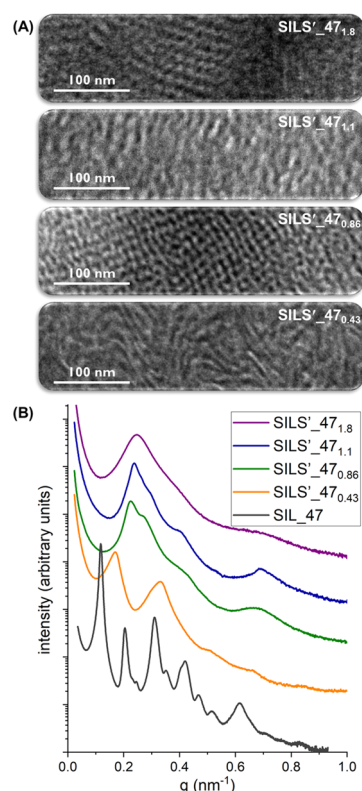 (A)
SILS′_47₁.₈
100 nm
SILS′_47₁.₁
100 nm
SILS′_47₀.₈₆
100 nm
SILS′_47₀.₄₃
100 nm
(B)
SILS'_47₁.₈
SILS'_47₁.₁
SILS'_47₀.₈₆
SILS'_47₀.₄₃
SIL_47
intensity (arbitrary units)
0.0 0.2 0.4 0.6 0.8 1.0
q (nm⁻¹)